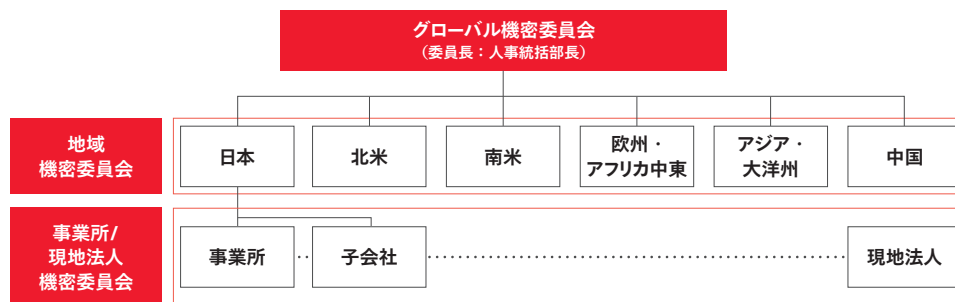 グローバル機密委員会
（委員長：人事統括部長）
地域
機密委員会
日本
北米
南米
欧州・
アフリカ中東
アジア・
大洋州
中国
事業所/
現地法人
機密委員会
事業所
子会社
現地法人